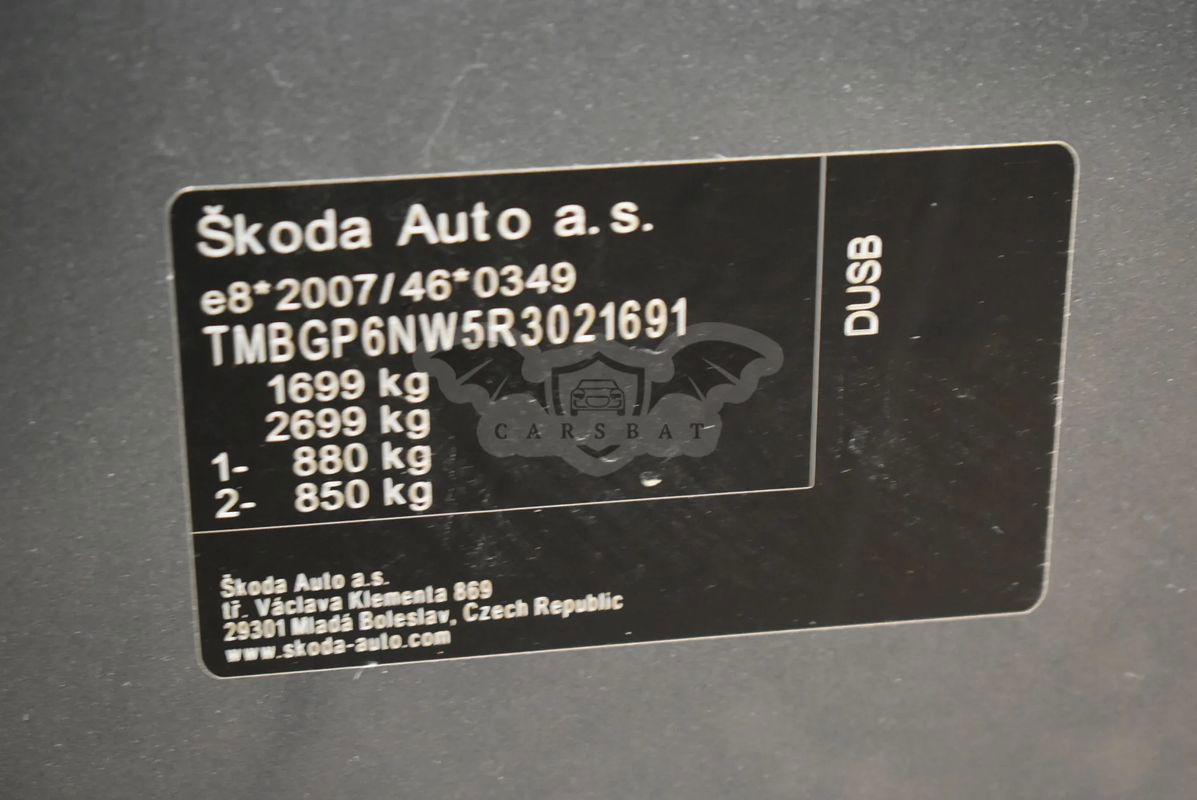 Škoda Auto a.s.
e8*2007/46*0349
TMBGP6NW5R3021691
1699 kg
2699 kg
1- 880 kg
2- 850 kg
DUSB
CARSBAT
Škoda Auto a.s.
tř. Václava Klementa 869
29301 Mladá Boleslav, Czech Republic
www.skoda-auto.com